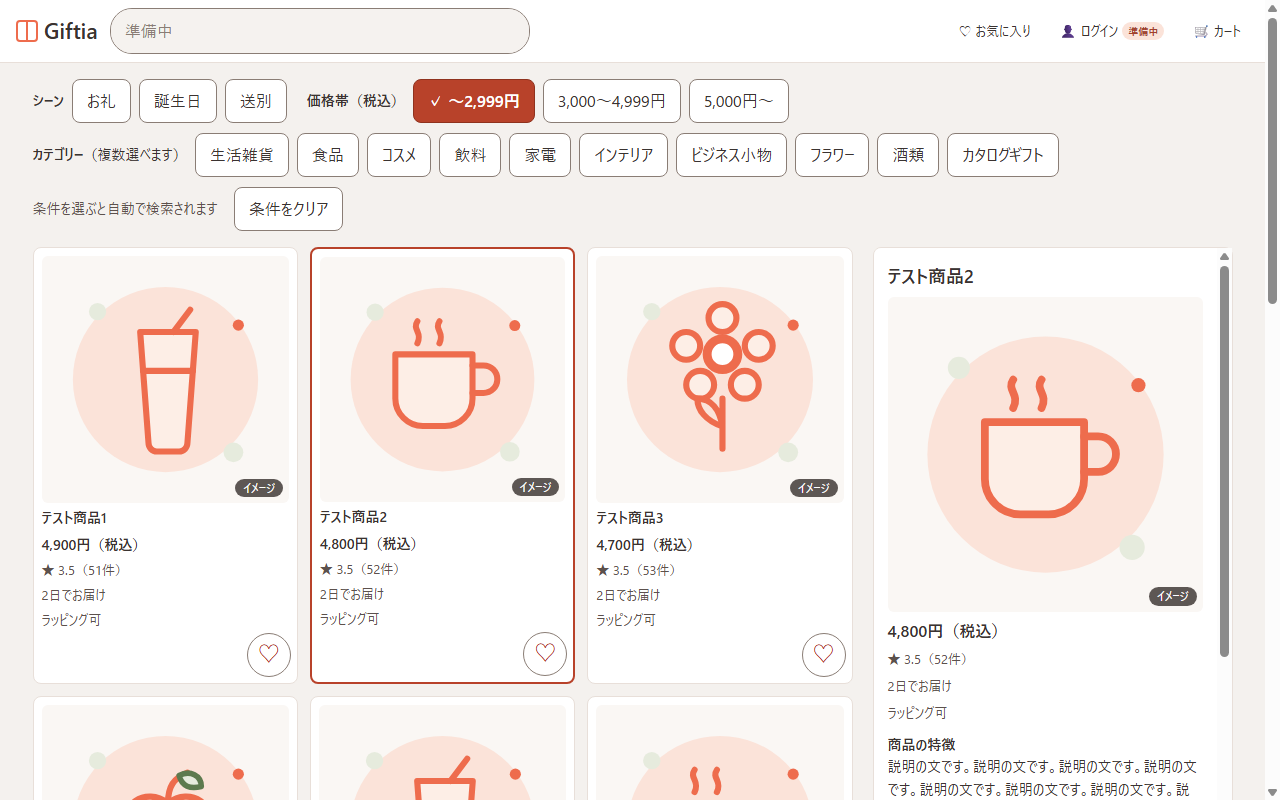 Giftia
準備中
♡ お気に入り
ログイン 準備中
カート
シーン お礼 誕生日 送別 価格帯（税込） ✓ ～2,999円 3,000～4,999円 5,000円～
カテゴリー（複数選べます） 生活雑貨 食品 コスメ 飲料 家電 インテリア ビジネス小物 フラワー 酒類 カタログギフト
条件を選ぶと自動で検索されます 条件をクリア
イメージ
テスト商品1
4,900円（税込）
★ 3.5（51件）
2日でお届け
ラッピング可
♡
イメージ
テスト商品2
4,800円（税込）
★ 3.5（52件）
2日でお届け
ラッピング可
♡
イメージ
テスト商品3
4,700円（税込）
★ 3.5（53件）
2日でお届け
ラッピング可
♡
テスト商品2
イメージ
4,800円（税込）
★ 3.5（52件）
2日でお届け
ラッピング可
商品の特徴
説明の文です。説明の文です。説明の文です。説明の文
です。説明の文です。説明の文です。説明の文です。説